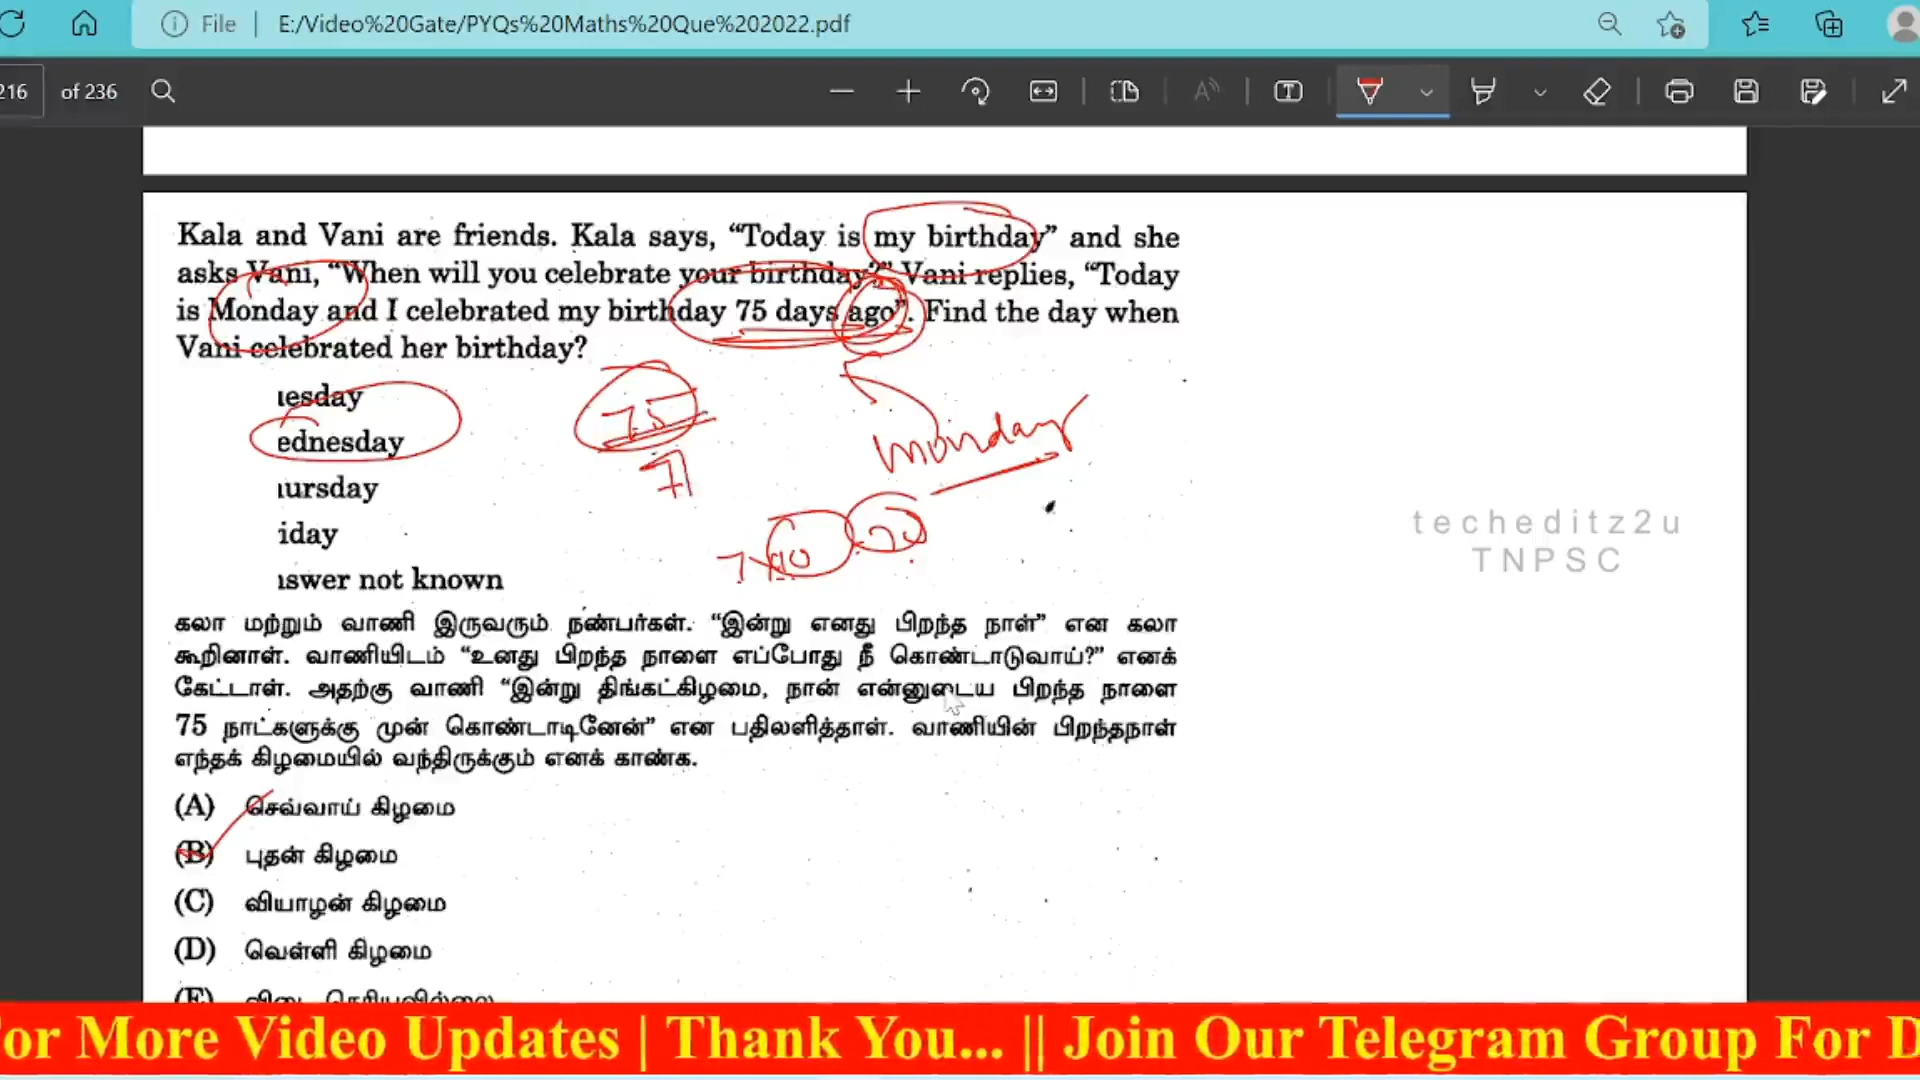 File
E:/Video%20Gate/PYQs%20Maths%20Que%202022.pdf
216 of 236
Kala and Vani are friends. Kala says, “Today is my birthday” and she
asks Vani, “When will you celebrate your birthday?” Vani replies, “Today
is Monday and I celebrated my birthday 75 days ago”. Find the day when
Vani celebrated her birthday?
uesday
ednesday
ursday
iday
nswer not known
75
7
Monday
7x10
70
techeditz2u
TNPSC
கலா மற்றும் வாணி இருவரும் நண்பர்கள். “இன்று எனது பிறந்த நாள்” என கலா
கூறினாள். வாணியிடம் “உனது பிறந்த நாளை எப்போது நீ கொண்டாடுவாய்?” எனக்
கேட்டாள். அதற்கு வாணி “இன்று திங்கட்கிழமை, நான் என்னுடைய பிறந்த நாளை
75 நாட்களுக்கு முன் கொண்டாடினேன்” என பதிலளித்தாள். வாணியின் பிறந்தநாள்
எந்தக் கிழமையில் வந்திருக்கும் எனக் காண்க.
(A) செவ்வாய் கிழமை
(B) புதன் கிழமை
(C) வியாழன் கிழமை
(D) வெள்ளி கிழமை
(E) விடை தெரியவில்லை
or More Video Updates | Thank You... || Join Our Telegram Group For D